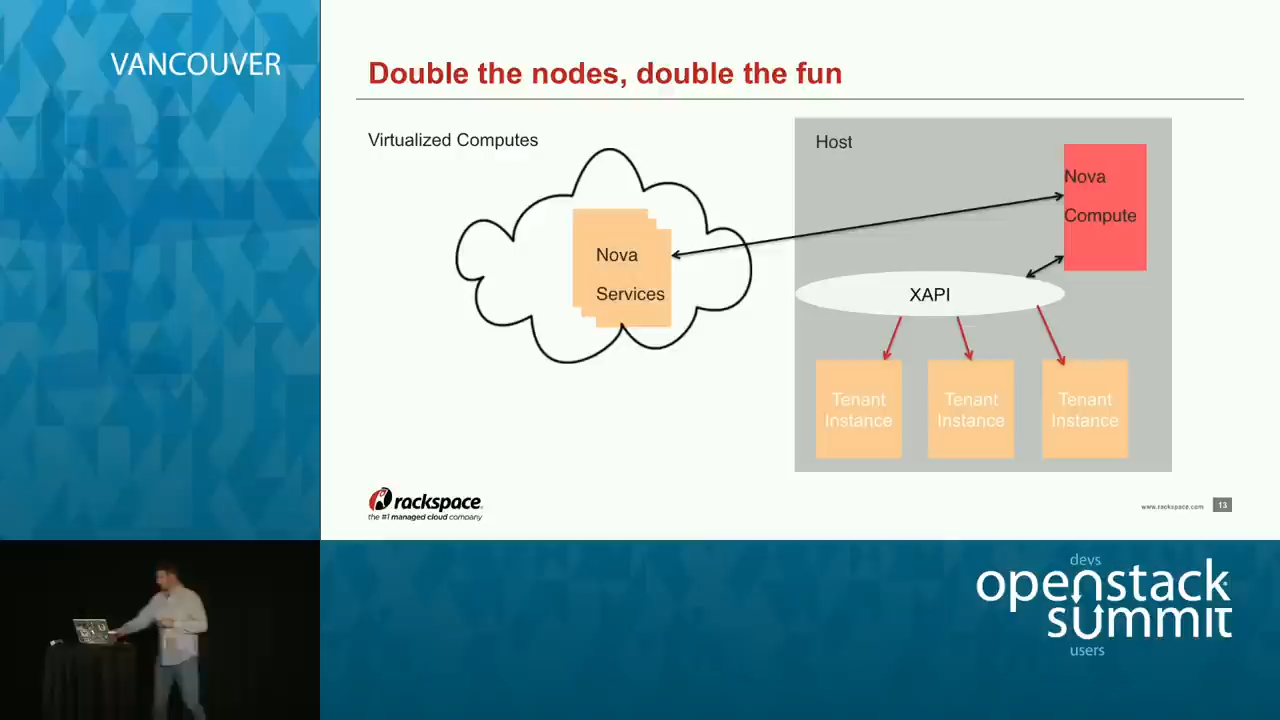 VANCOUVER
Double the nodes, double the fun
Virtualized Computes
Host
Nova
Compute
Nova
Services
XAPI
Tenant
Instance
Tenant
Instance
Tenant
Instance
rackspace
the #1 managed cloud company
www.rackspace.com
13
devs
openstack
summit
users